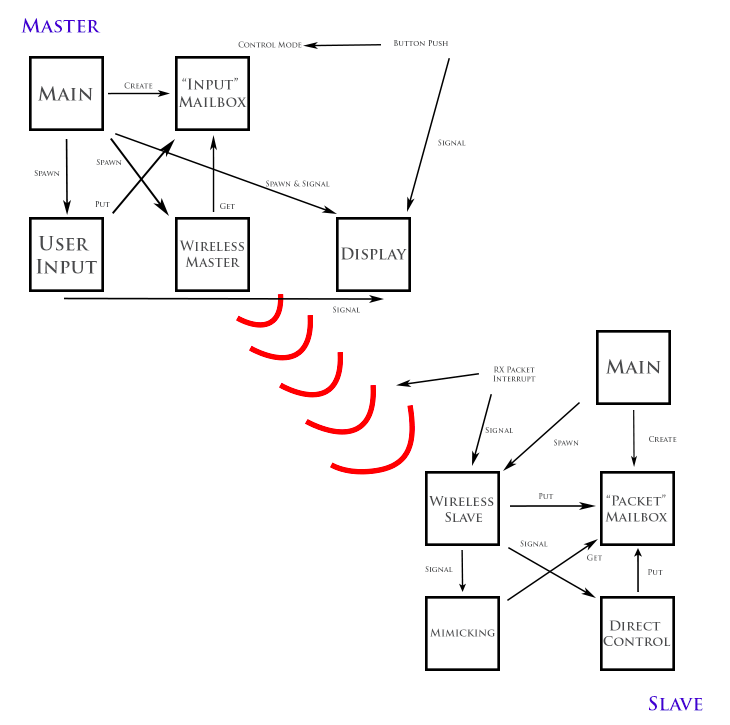 Master
Control Mode
Button Push
Main
Create
"Input"
Mailbox
Signal
Spawn
Spawn
Spawn & Signal
Put
Get
User
Input
Wireless
Master
Display
Signal
RX Packet
Interrupt
Main
Signal
Spawn
Create
Wireless
Slave
Put
"Packet"
Mailbox
Signal
Get
Signal
Put
Mimicking
Direct
Control
Slave